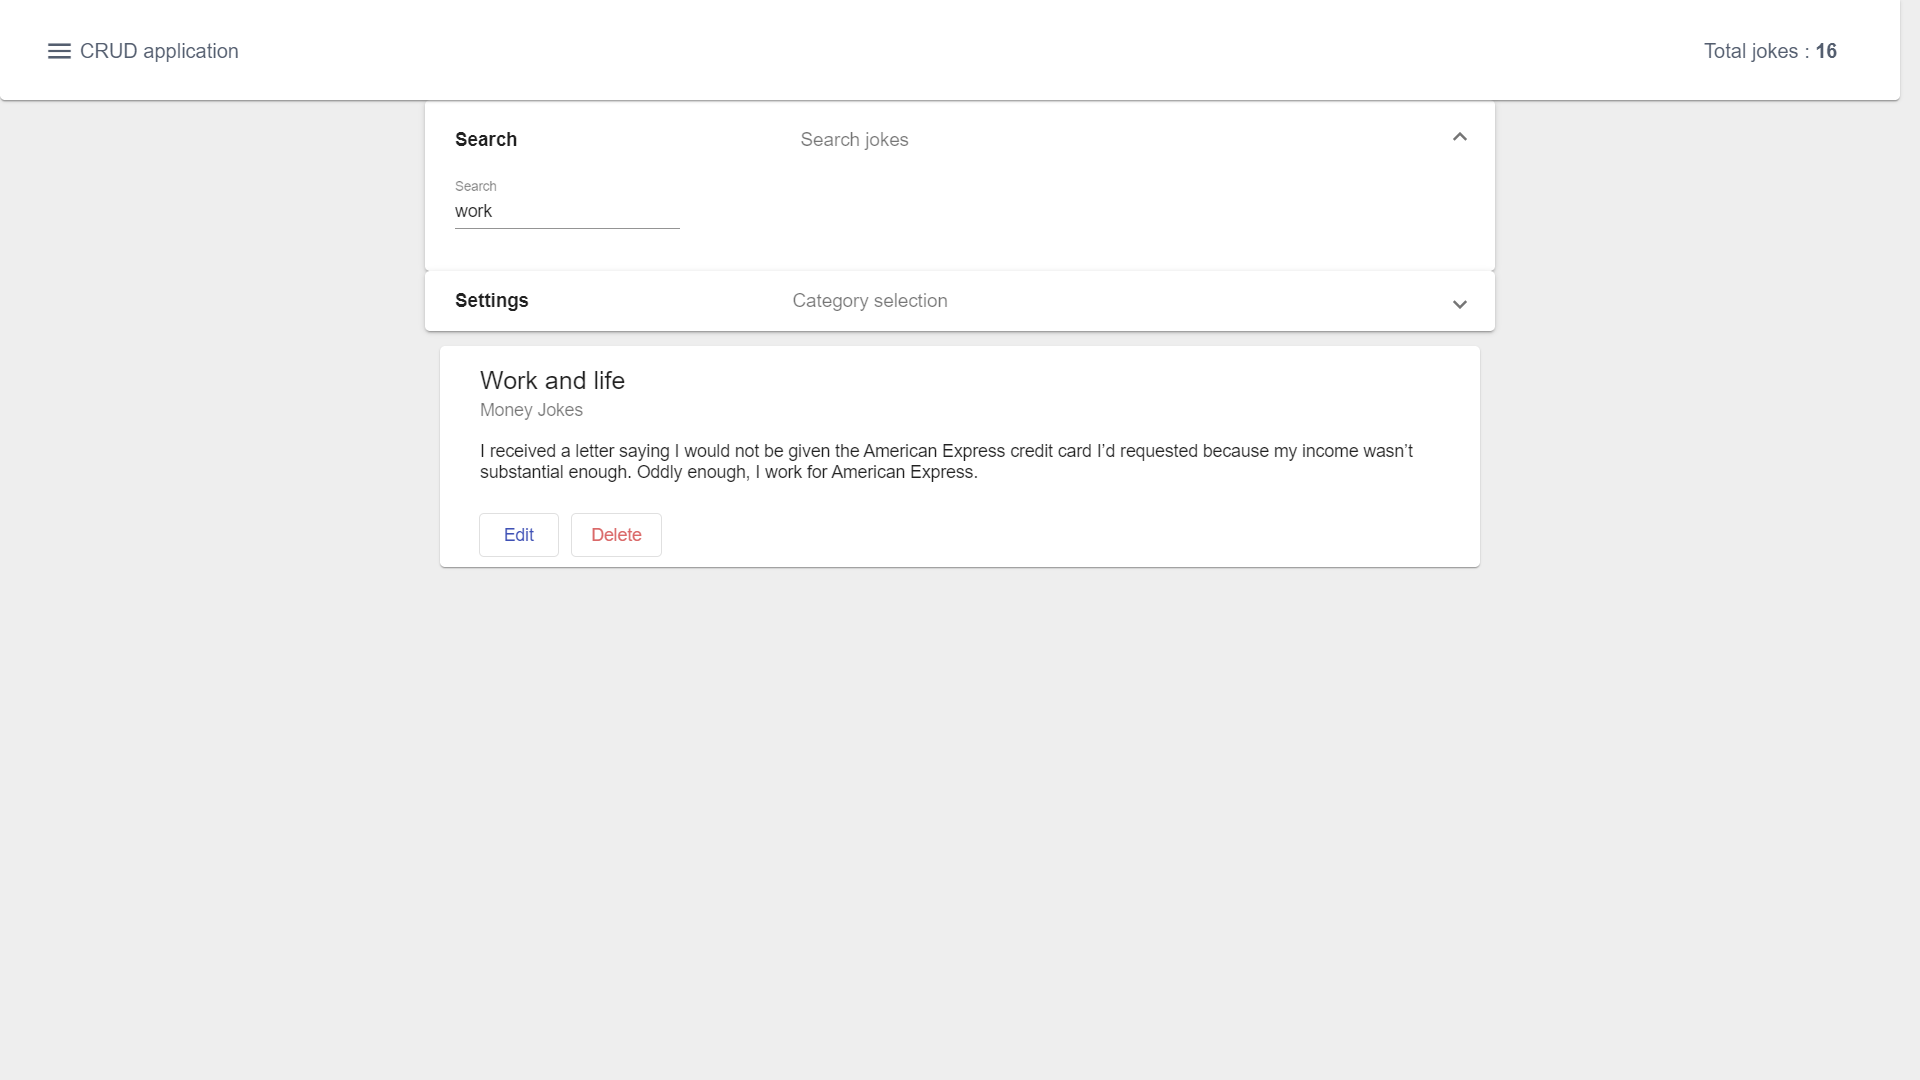 CRUD application
Total jokes : 16
Search
Search jokes
Search
work
Settings
Category selection
Work and life
Money Jokes
I received a letter saying I would not be given the American Express credit card I’d requested because my income wasn’t
substantial enough. Oddly enough, I work for American Express.
Edit
Delete